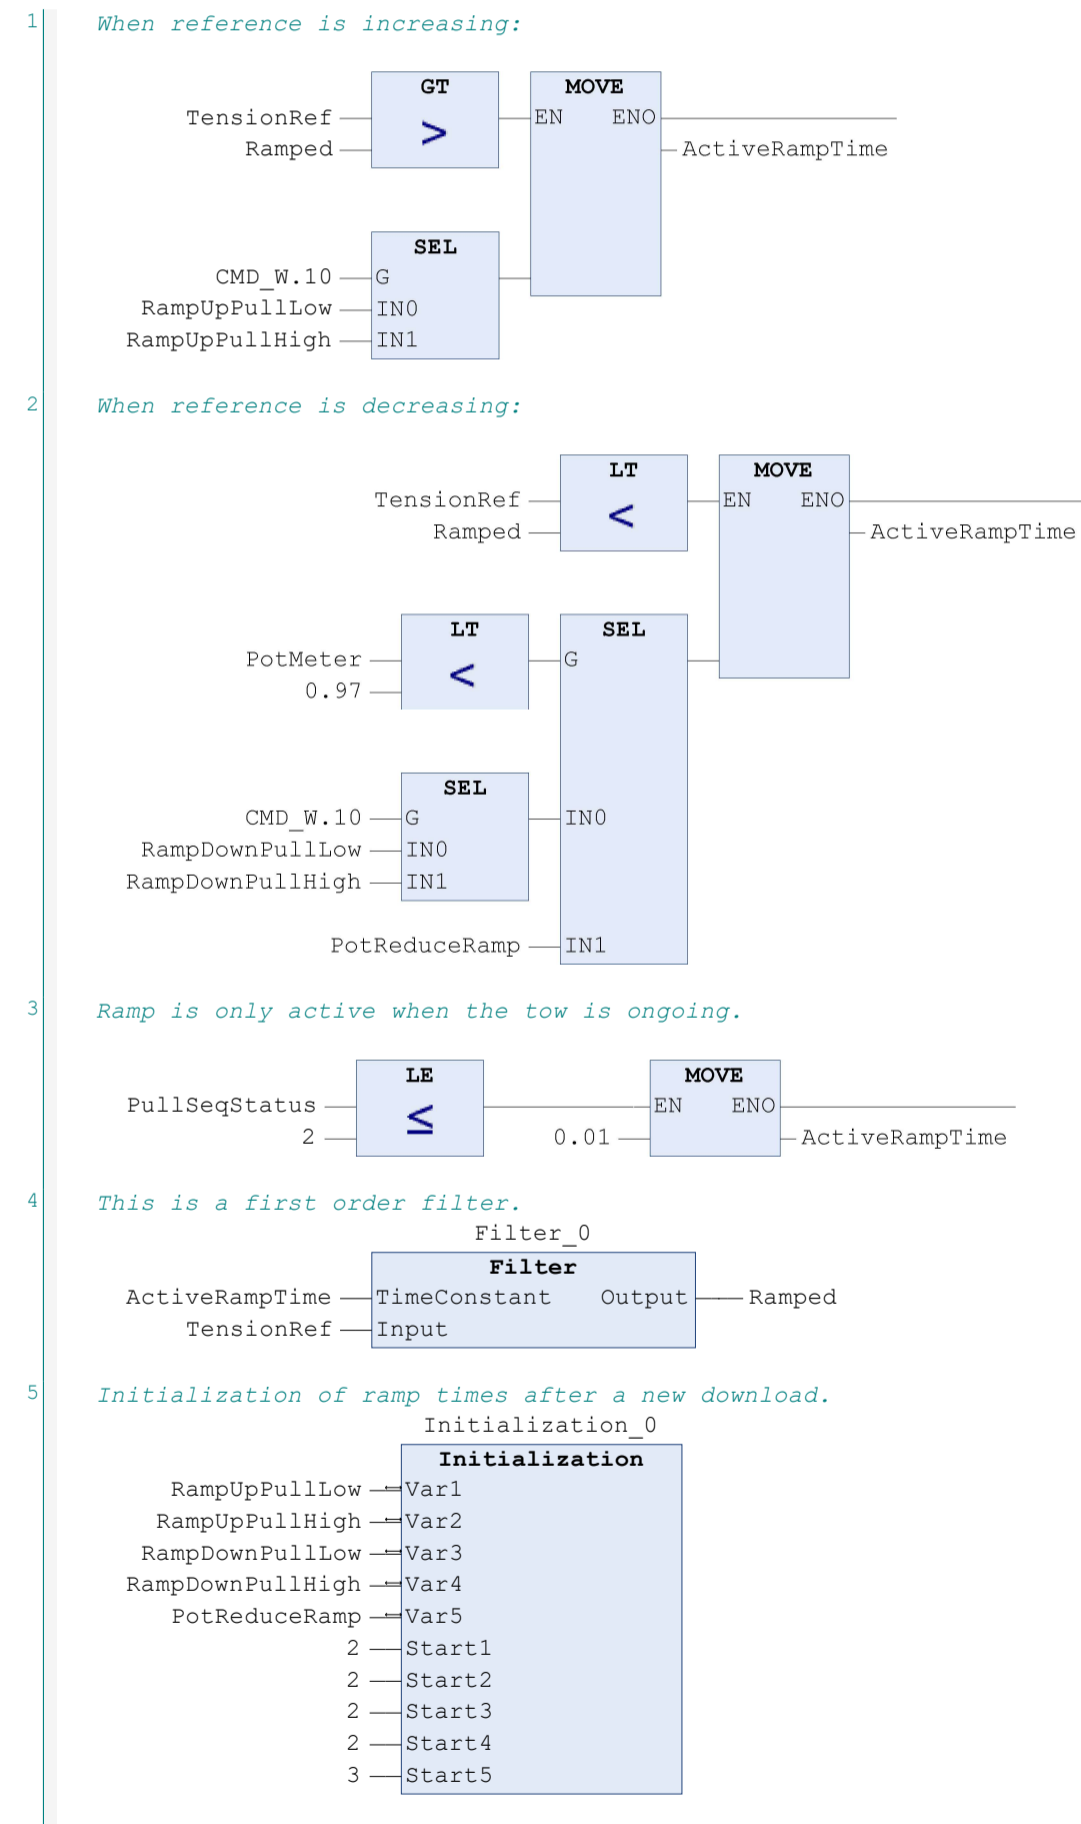 1 When reference is increasing:
GT MOVE
TensionRef EN ENO
Ramped > ActiveRampTime
SEL
CMD_W.10 G
RampUpPullLow IN0
RampUpPullHigh IN1
2 When reference is decreasing:
LT MOVE
TensionRef EN ENO
Ramped < ActiveRampTime
LT SEL
PotMeter < G
0.97
SEL
CMD_W.10 G IN0
RampDownPullLow IN0
RampDownPullHigh IN1
PotReduceRamp IN1
3 Ramp is only active when the tow is ongoing.
LE MOVE
PullSeqStatus ≤ EN ENO
2 0.01 ActiveRampTime
4 This is a first order filter.
Filter_0
Filter
ActiveRampTime TimeConstant Output Ramped
TensionRef Input
5 Initialization of ramp times after a new download.
Initialization_0
Initialization
RampUpPullLow Var1
RampUpPullHigh Var2
RampDownPullLow Var3
RampDownPullHigh Var4
PotReduceRamp Var5
2 Start1
2 Start2
2 Start3
2 Start4
3 Start5